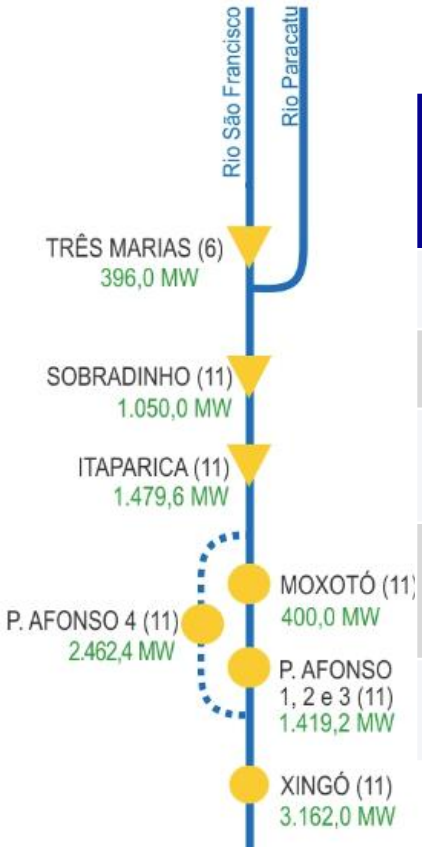 Rio São Francisco
Rio Paracatu
TRÊS MARIAS (6)
396,0 MW
SOBRADINHO (11)
1.050,0 MW
ITAPARICA (11)
1.479,6 MW
MOXOTÓ (11)
400,0 MW
P. AFONSO 4 (11)
2.462,4 MW
P. AFONSO
1, 2 e 3 (11)
1.419,2 MW
XINGÓ (11)
3.162,0 MW